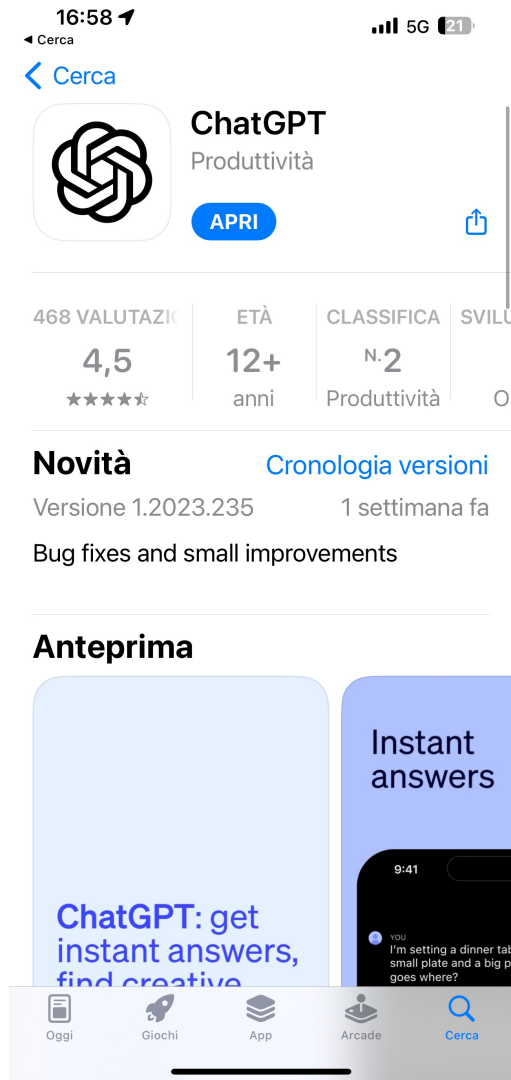 16:58
5G 21
Cerca
Cerca
ChatGPT
Produttività
APRI
468 ETÀ CLASSIFICA
4,5 12+ N.2
anni Produttività
Novità Cronologia versioni
Versione 1.2023.235 1 settimana fa
Bug fixes and small improvements
Anteprima
Instant
answers
9:41
YOU
I'm setting a dinner
small plate and a big
goes where?
ChatGPT: get
instant answers,
find creative
Oggi Giochi App Arcade Cerca